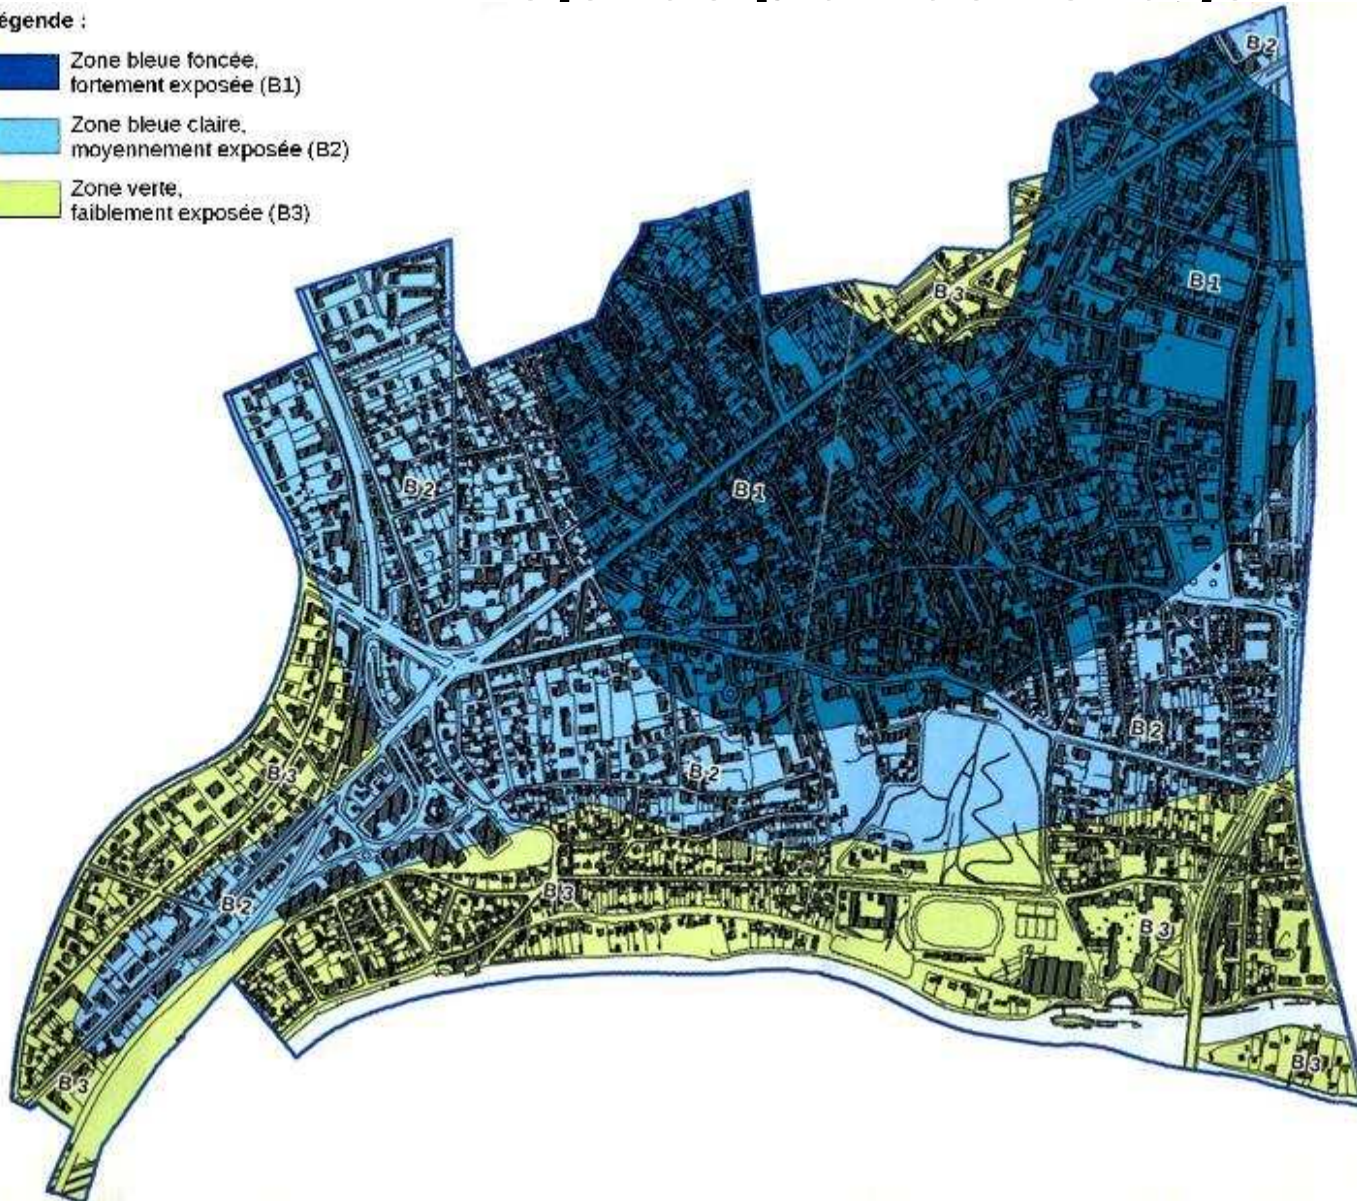 égende :
Zone bleue foncée,
fortement exposée (B1)
Zone bleue claire,
moyennement exposée (B2)
Zone verte,
faiblement exposée (B3)
B2
B1
B3
B2
B1
B2
B2
B3
B2
B3
B3
B3
B3